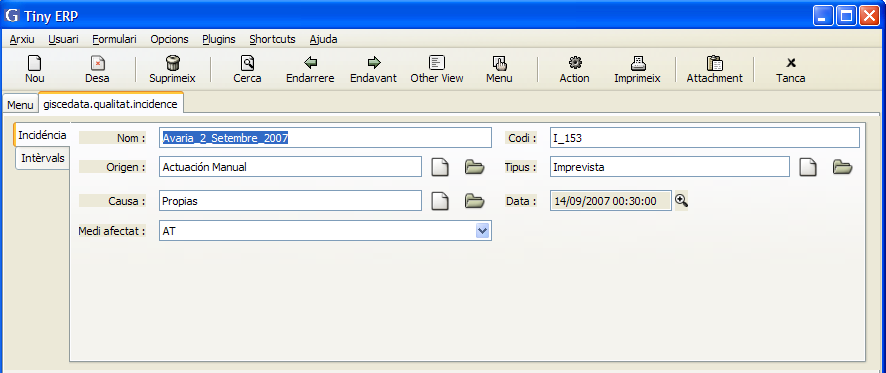 G Tiny ERP
Arxiu Usuari Formulari Opcions Plugins Shortcuts Ajuda
Nou Desa Suprimeix Cerca Endarrere Endavant Other View Menu Action Imprimeix Attachment Tanca
Menu giscedata.qualitat.incidence
Incidéncia Nom : Avaria_2_Setembre_2007 Codi : I_153
Intèrvals
Origen : Actuación Manual Tipus : Imprevista
Causa : Propias Data : 14/09/2007 00:30:00
Medi afectat : AT